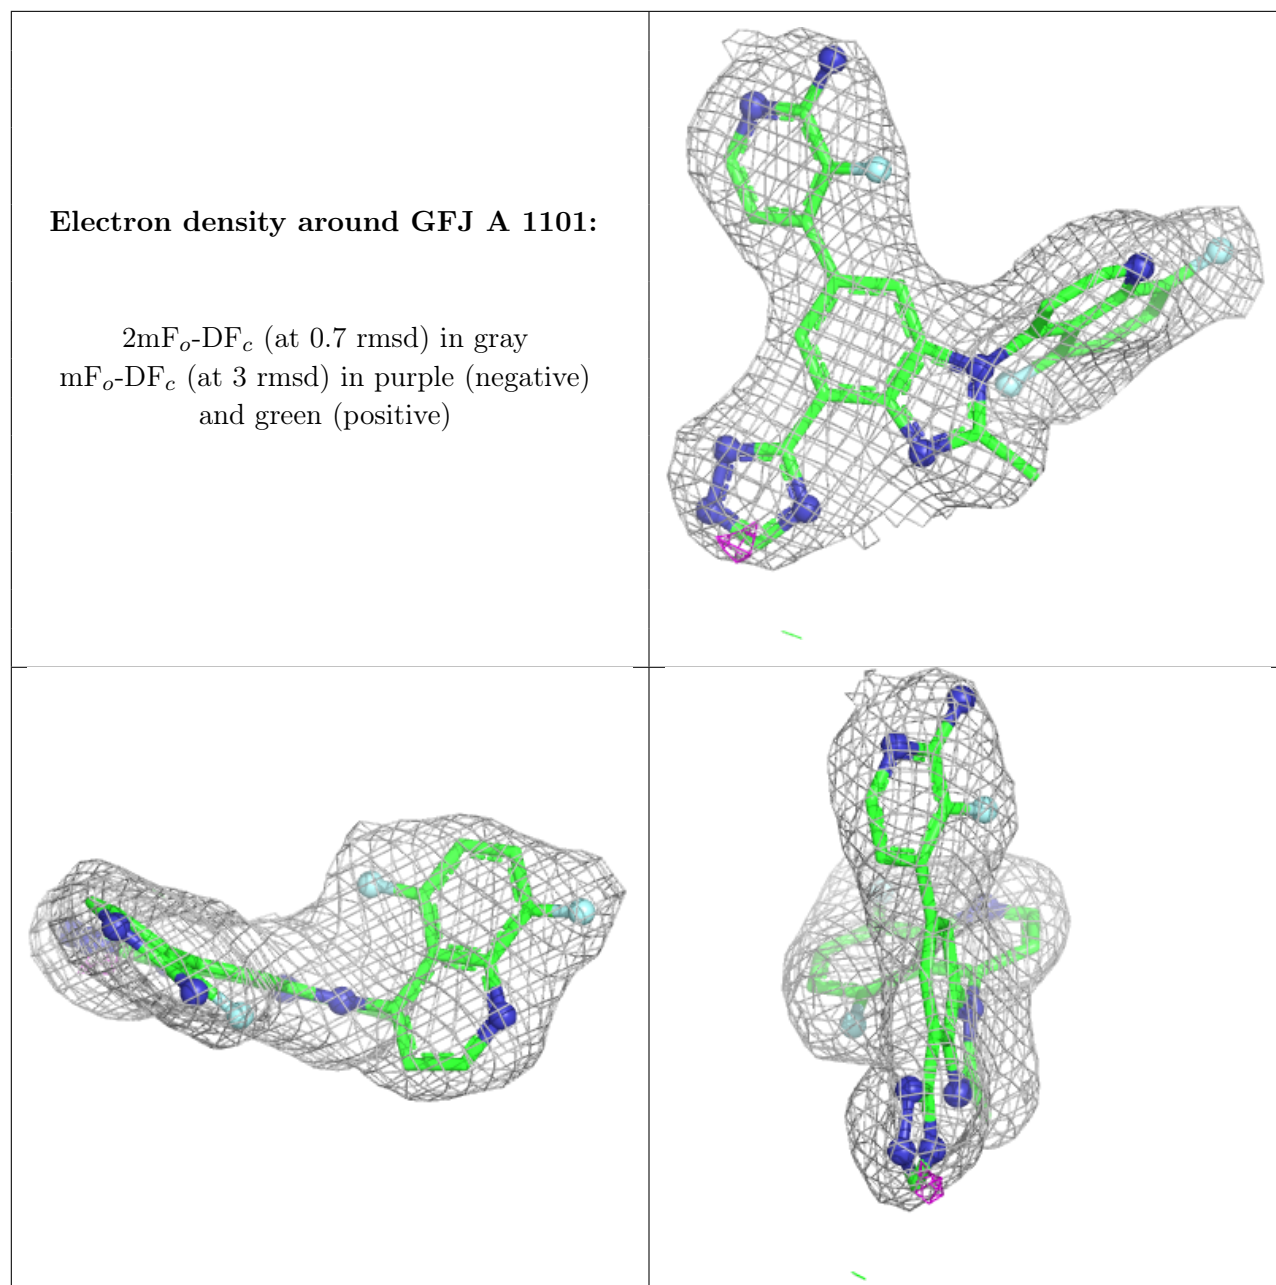 Electron density around GFJ A 1101:
2mFo-DFc (at 0.7 rmsd) in gray
mFo-DFc (at 3 rmsd) in purple (negative)
and green (positive)